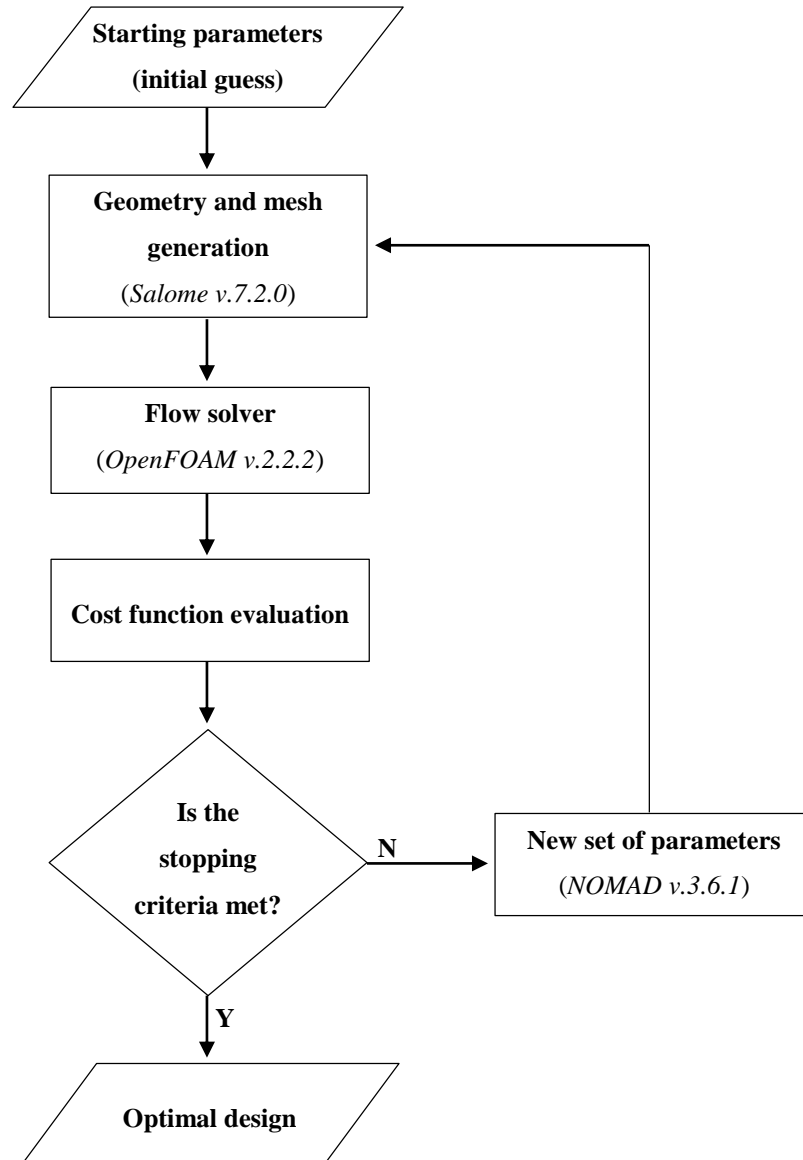 Starting parameters
(initial guess)
Geometry and mesh
generation
(Salome v.7.2.0)
Flow solver
(OpenFOAM v.2.2.2)
Cost function evaluation
Is the
stopping
criteria met?
N
New set of parameters
(NOMAD v.3.6.1)
Y
Optimal design